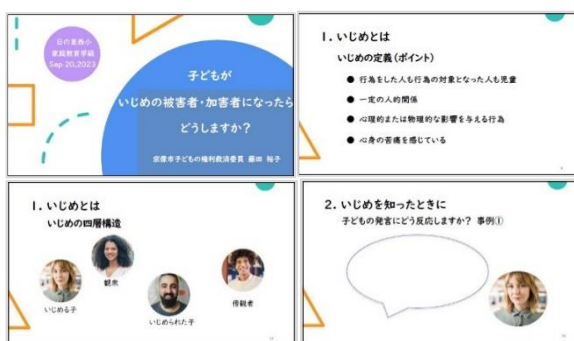 日の里西小
家庭教育学級
Sep 20,2023
子どもが
いじめの被害者・加害者になったら
どうしますか？
宗像市子どもの権利救済委員 藤田 裕子
1．いじめとは
いじめの定義（ポイント）
● 行為をした人も行為の対象となった人も児童
● 一定の人的関係
● 心理的または物理的な影響を与える行為
● 心身の苦痛を感じている
1．いじめとは
いじめの四層構造
いじめる子
観衆
いじめられた子
傍観者
2．いじめを知ったときに
子どもの発言にどう反応しますか？ 事例①